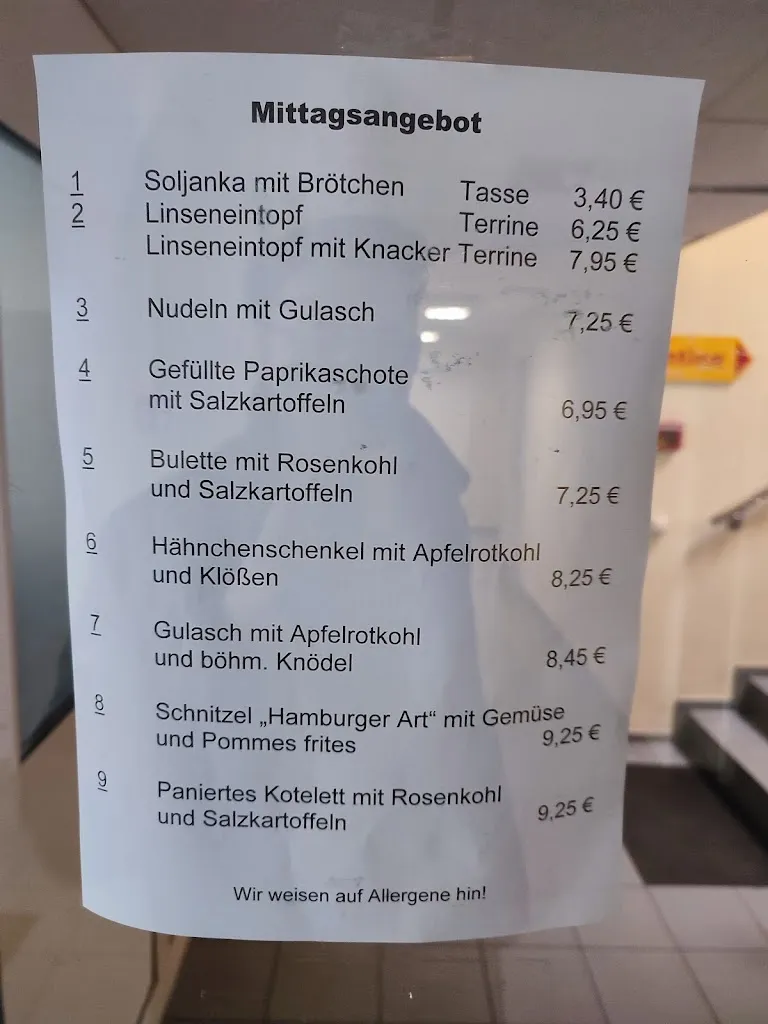 Mittagsangebot
1 Soljanka mit Brötchen Tasse 3,40 €
2 Linseneintopf Terrine 6,25 €
Linseneintopf mit Knacker Terrine 7,95 €
3 Nudeln mit Gulasch 7,25 €
4 Gefüllte Paprikaschote
mit Salzkartoffeln 6,95 €
5 Bulette mit Rosenkohl
und Salzkartoffeln 7,25 €
6 Hähnchenschenkel mit Apfelrotkohl
und Klößen 8,25 €
7 Gulasch mit Apfelrotkohl
und böhm. Knödel 8,45 €
8 Schnitzel „Hamburger Art“ mit Gemüse
und Pommes frites 9,25 €
9 Paniertes Kotelett mit Rosenkohl
und Salzkartoffeln 9,25 €
Wir weisen auf Allergene hin!